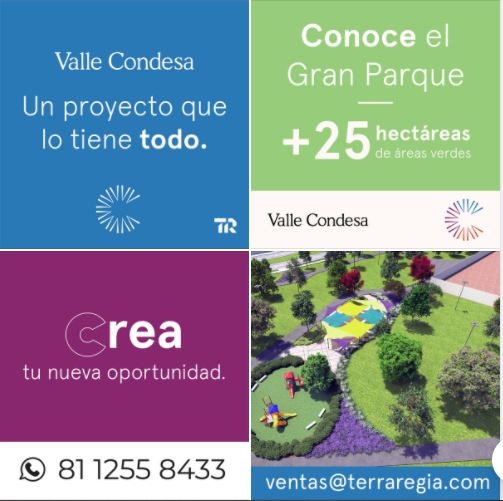 Valle Condesa
Un proyecto que
lo tiene todo.
TR
Conoce el
Gran Parque
+25 hectáreas
de áreas verdes
Valle Condesa
Crea
tu nueva oportunidad.
81 1255 8433
ventas@terraregia.com